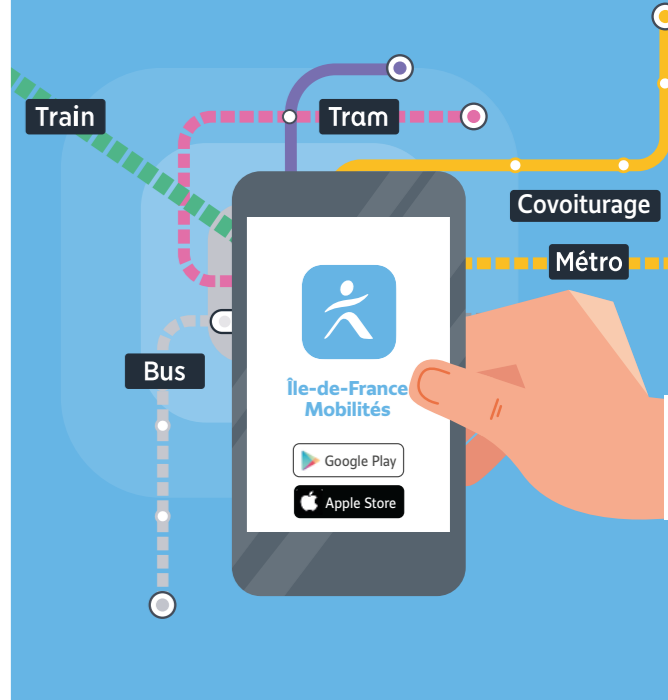 Train
Tram
Covoiturage
Métro
Bus
Île-de-France
Mobilités
Google Play
Apple Store